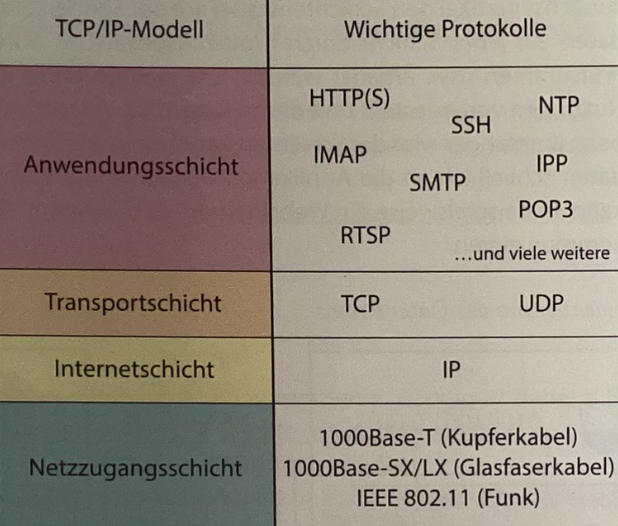 TCP/IP-Modell Wichtige Protokolle
Anwendungsschicht
HTTP(S) NTP
SSH
IMAP IPP
SMTP
POP3
RTSP
...und viele weitere
Transportschicht TCP UDP
Internetschicht IP
Netzzugangsschicht
1000Base-T (Kupferkabel)
1000Base-SX/LX (Glasfaserkabel)
IEEE 802.11 (Funk)